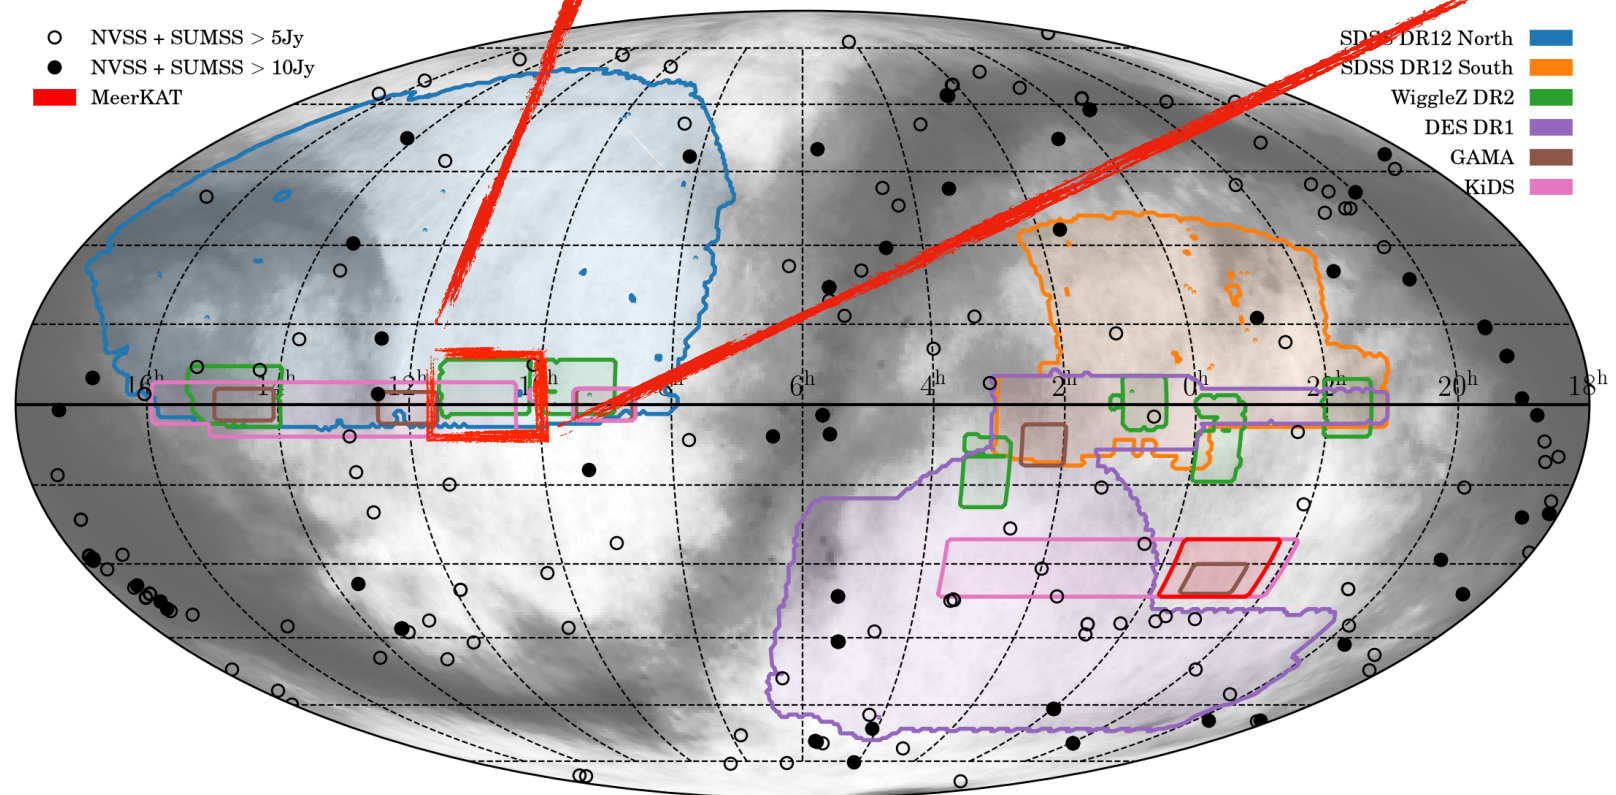 NVSS + SUMSS > 5Jy
NVSS + SUMSS > 10Jy
MeerKAT
SDSS DR12 North
SDSS DR12 South
WiggleZ DR2
DES DR1
GAMA
KiDS
16h 6h 4h 2h 0h 22h 20h 18h